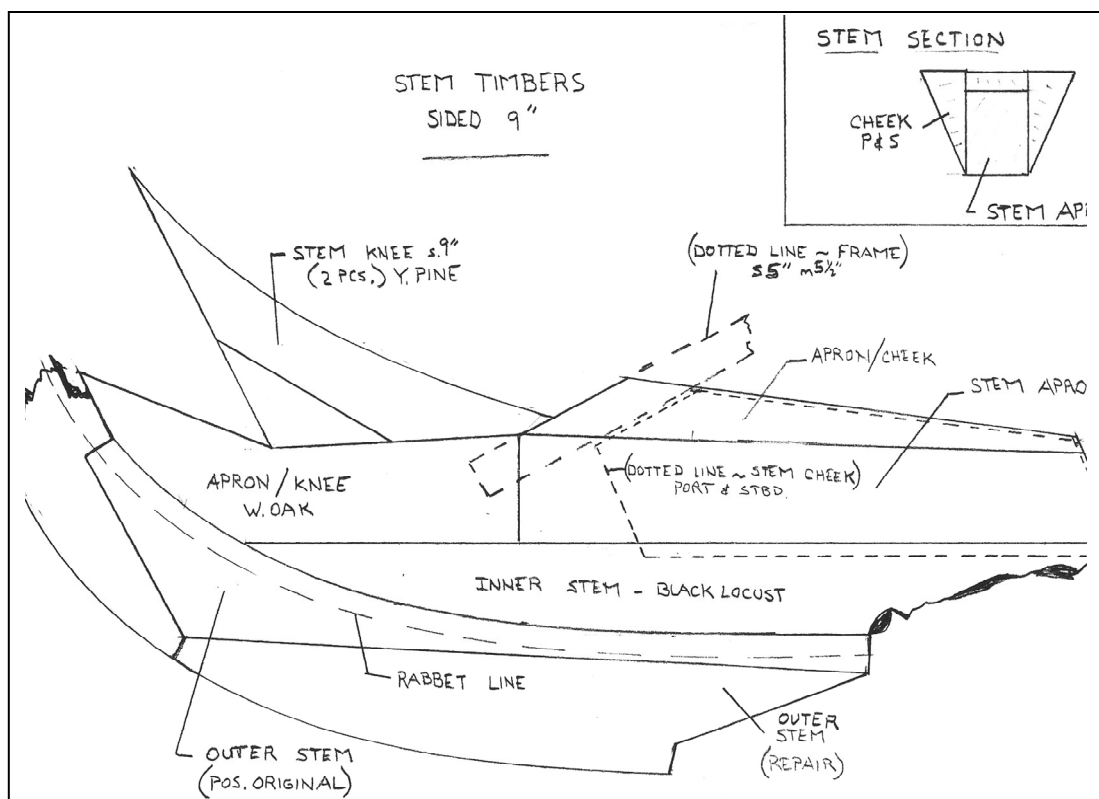 STEM TIMBERS
SIDED 9"
STEM SECTION
CHEEK
P & S
STEM AP
STEM KNEE s.9"
(2 PCS.) Y. PINE
(DOTTED LINE ~ FRAME)
S5" m5½"
APRON/CHEEK
STEM APRO
APRON/KNEE
W. OAK
(DOTTED LINE ~ STEM CHEEK)
PORT & STBD.
INNER STEM - BLACK LOCUST
RABBET LINE
OUTER STEM
(POS. ORIGINAL)
OUTER
STEM
(REPAIR)